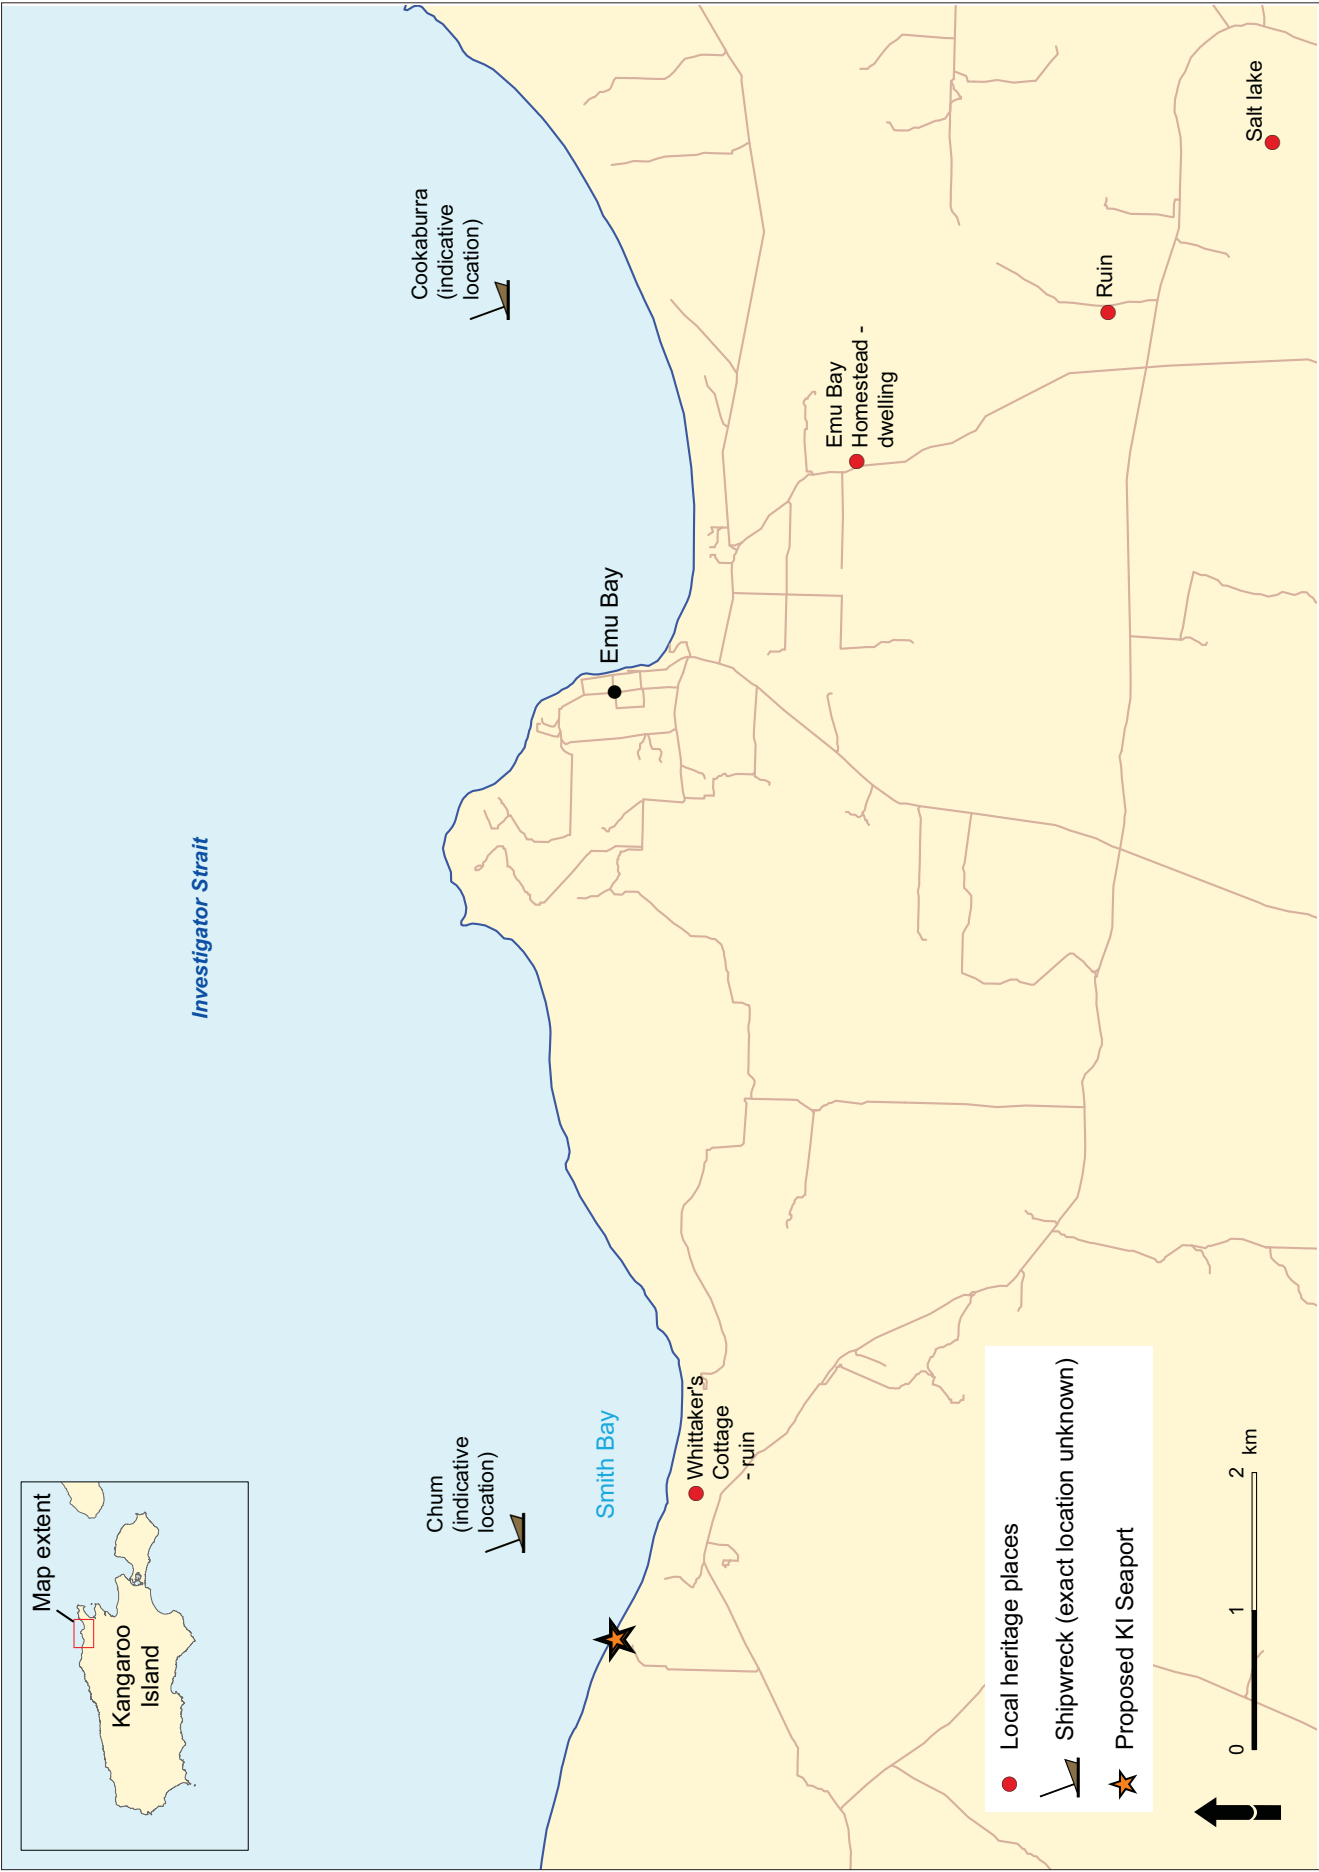 Map extent
Kangaroo
Island
Investigator Strait
Chum
(indicative
location)
Cookaburra
(indicative
location)
Smith Bay
Emu Bay
Whittaker's
Cottage
- ruin
Emu Bay
Homestead -
dwelling
Ruin
Salt lake
Local heritage places
Shipwreck (exact location unknown)
Proposed KI Seaport
0 1 2
km